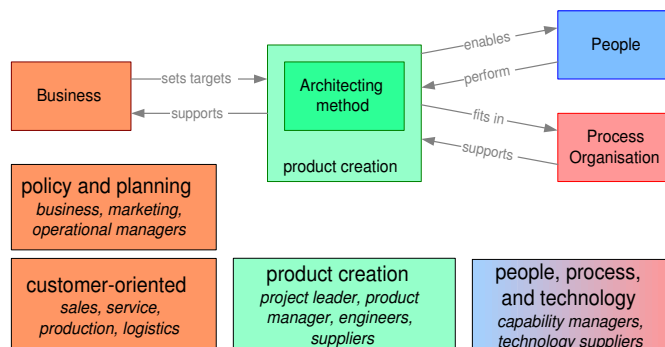 enables
People
Business
sets targets
Architecting
method
perform
supports
fits in
product creation
supports
Process
Organisation
policy and planning
business, marketing,
operational managers
customer-oriented
sales, service,
production, logistics
product creation
project leader, product
manager, engineers,
suppliers
people, process,
and technology
capability managers,
technology suppliers